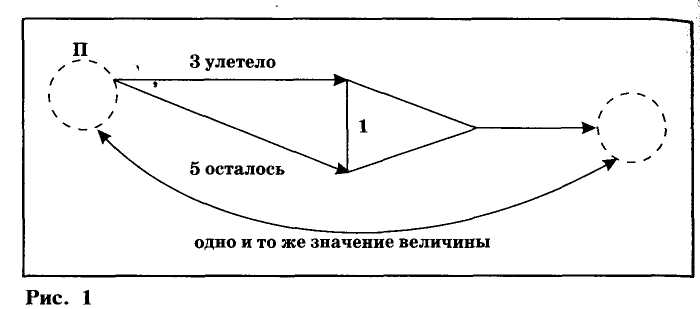 П
3 улетело
1
5 осталось
одно и то же значение величины
Рис. 1